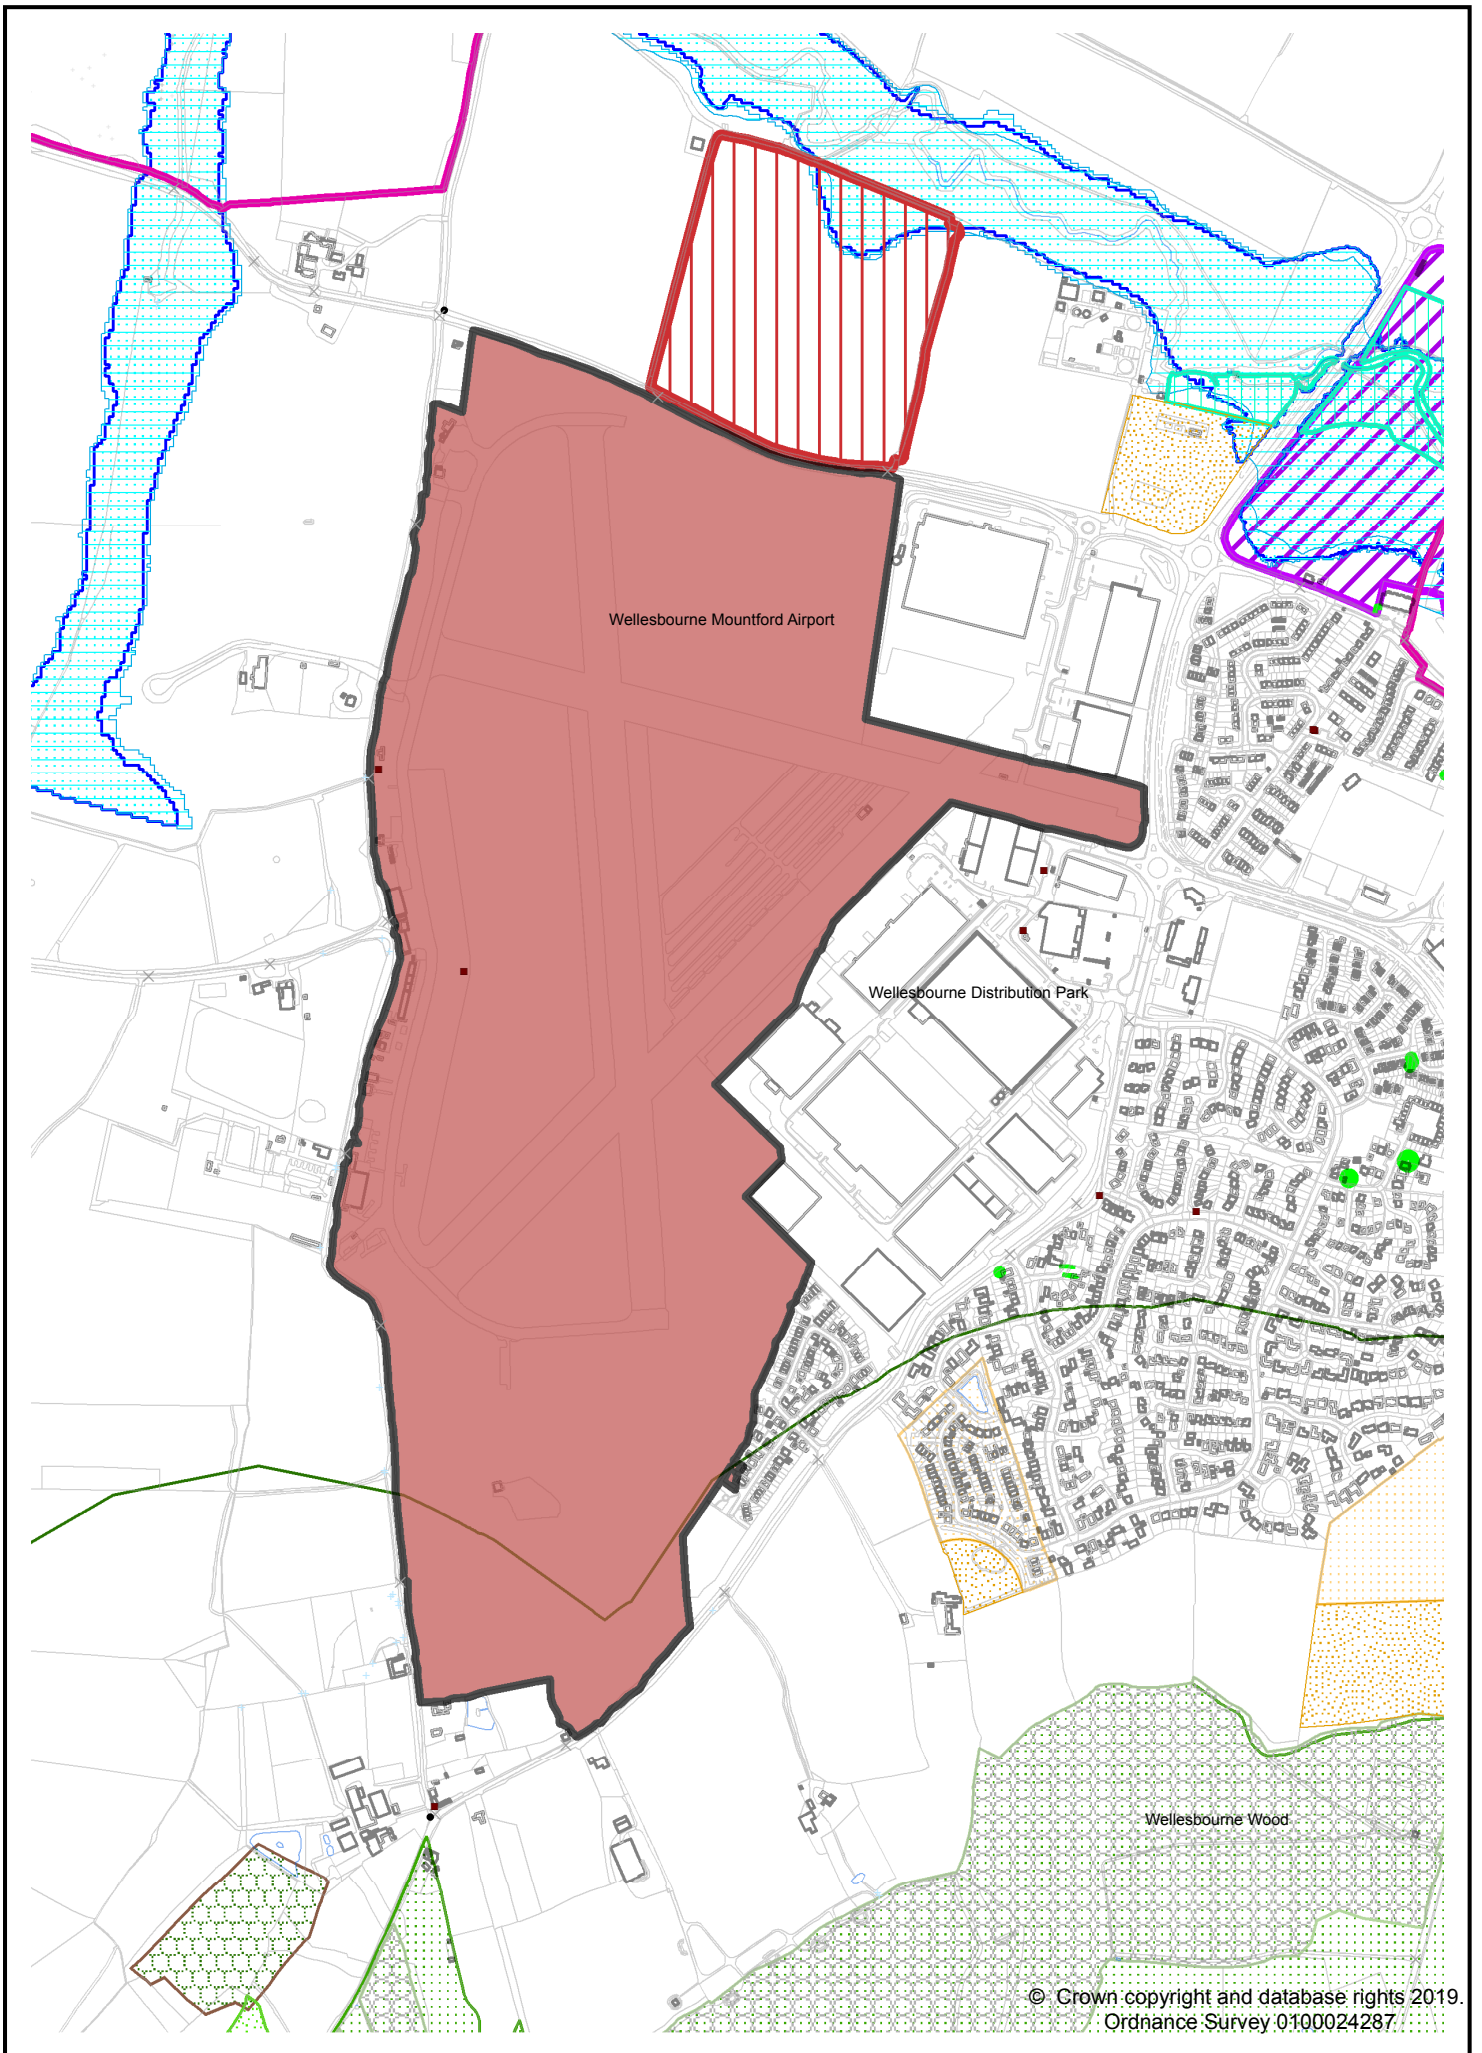 Wellesbourne Mountford Airport
Wellesbourne Distribution Park
Wellesbourne Wood
© Crown copyright and database rights 2019.
Ordnance Survey 0100024287